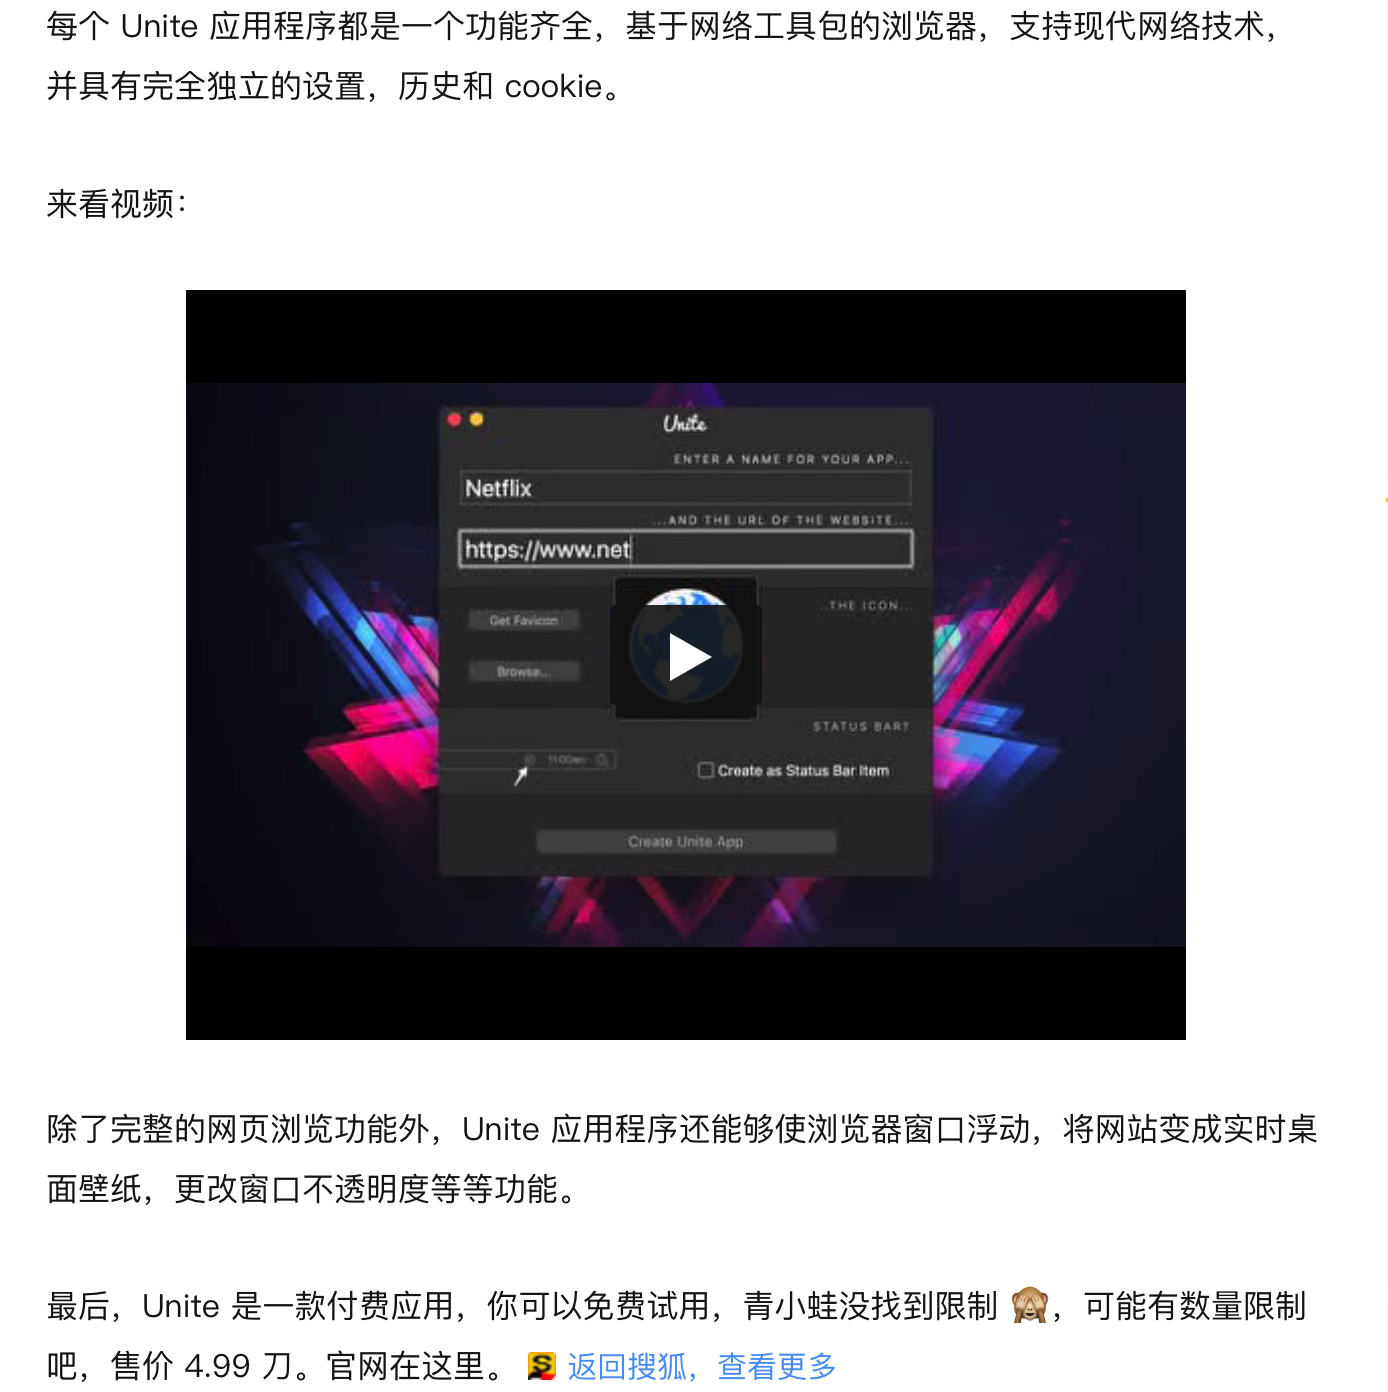 每个 Unite 应用程序都是一个功能齐全，基于网络工具包的浏览器，支持现代网络技术，
并具有完全独立的设置，历史和 cookie。
来看视频：
Unite
ENTER A NAME FOR YOUR APP...
Netflix
...AND THE URL OF THE WEBSITE...
https://www.net
...THE ICON...
Get Favicon
Browse...
STATUS BAR?
11:00am
Create as Status Bar Item
Create Unite App
除了完整的网页浏览功能外，Unite 应用程序还能够使浏览器窗口浮动，将网站变成实时桌
面壁纸，更改窗口不透明度等等功能。
最后，Unite 是一款付费应用，你可以免费试用，青小蛙没找到限制 🙈，可能有数量限制
吧，售价 4.99 刀。官网在这里。 返回搜狐，查看更多